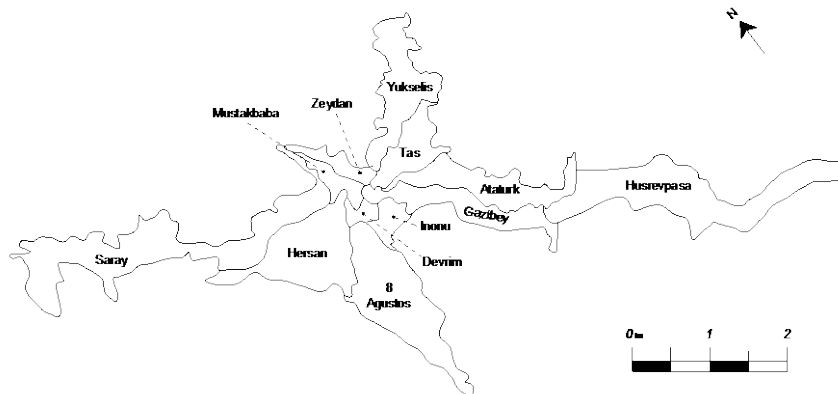 N
Yukselis
Zeydan
Mustakbaba
Tas
Ataturk
Husrevpasa
Gazibey
Inonu
Hersan
Saray
Devrim
8
Agustos
0 km 1 2